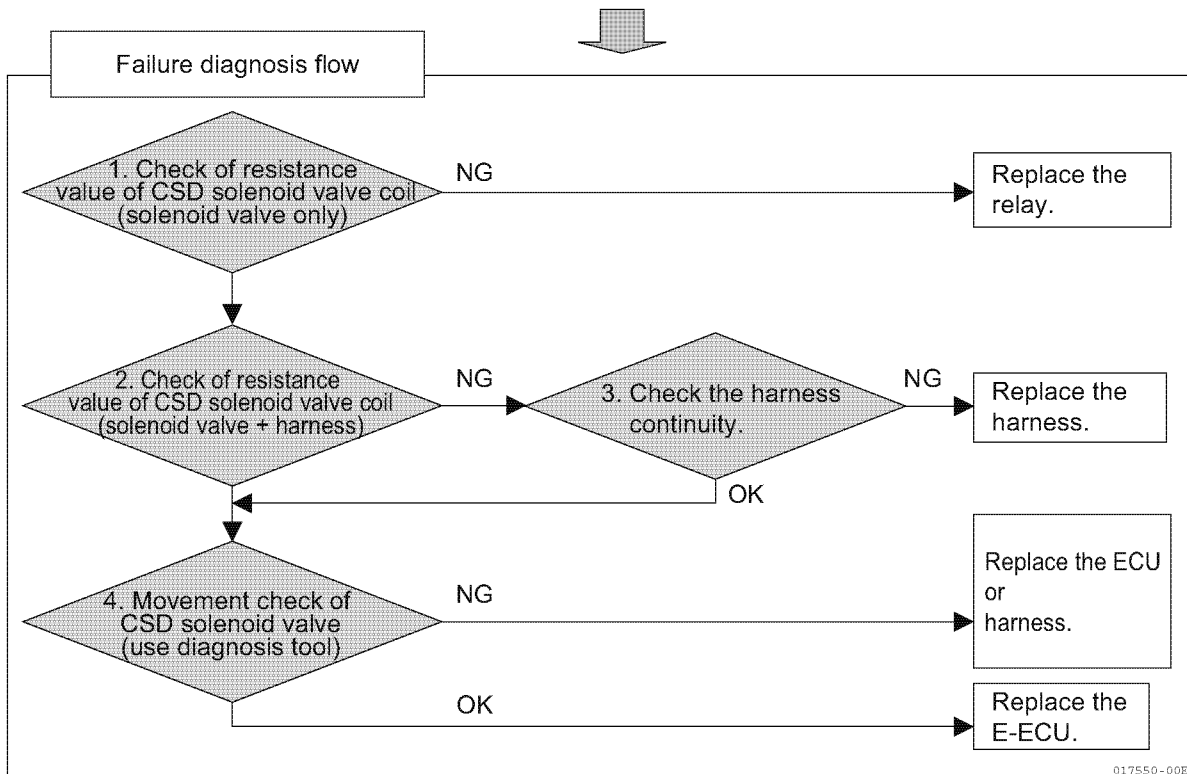 Failure diagnosis flow
1. Check of resistance
value of CSD solenoid valve coil
(solenoid valve only)
NG
Replace the
relay.
2. Check of resistance
value of CSD solenoid valve coil
(solenoid valve + harness)
NG
3. Check the harness
continuity.
NG
Replace the
harness.
OK
4. Movement check of
CSD solenoid valve
(use diagnosis tool)
NG
Replace the ECU
or
harness.
OK
Replace the
E-ECU.
017550-00E